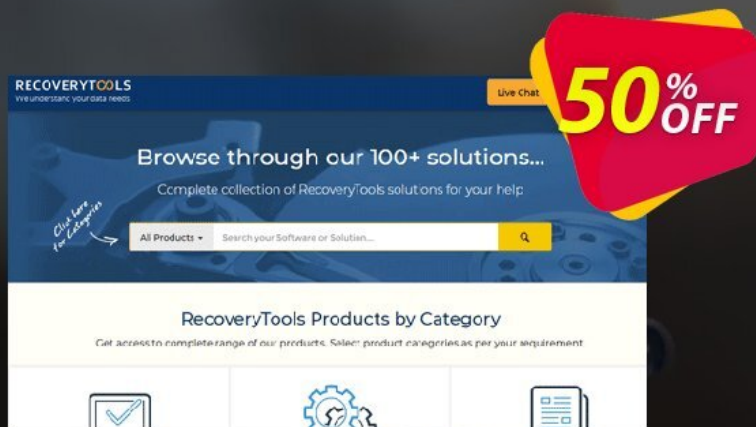 RECOVERYTOOLS
We understand your data needs
Live Chat
50% OFF
Browse through our 100+ solutions...
Complete collection of RecoveryTools solutions for your help
Click here for Categories
All Products
Search your Software or Solution....
RecoveryTools Products by Category
Get access to complete range of our products. Select product categories as per your requirement